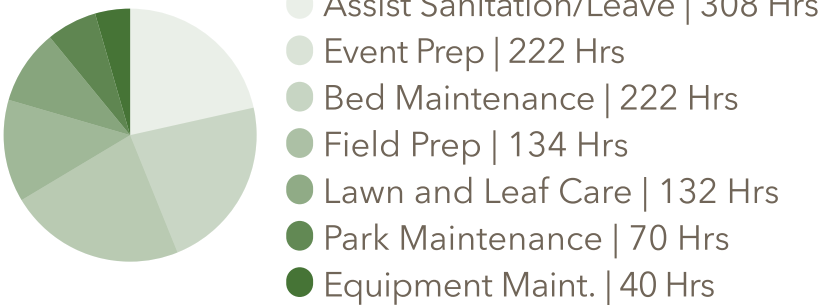 Assist Sanitation/Leave | 308 Hrs
Event Prep | 222 Hrs
Bed Maintenance | 222 Hrs
Field Prep | 134 Hrs
Lawn and Leaf Care | 132 Hrs
Park Maintenance | 70 Hrs
Equipment Maint. | 40 Hrs